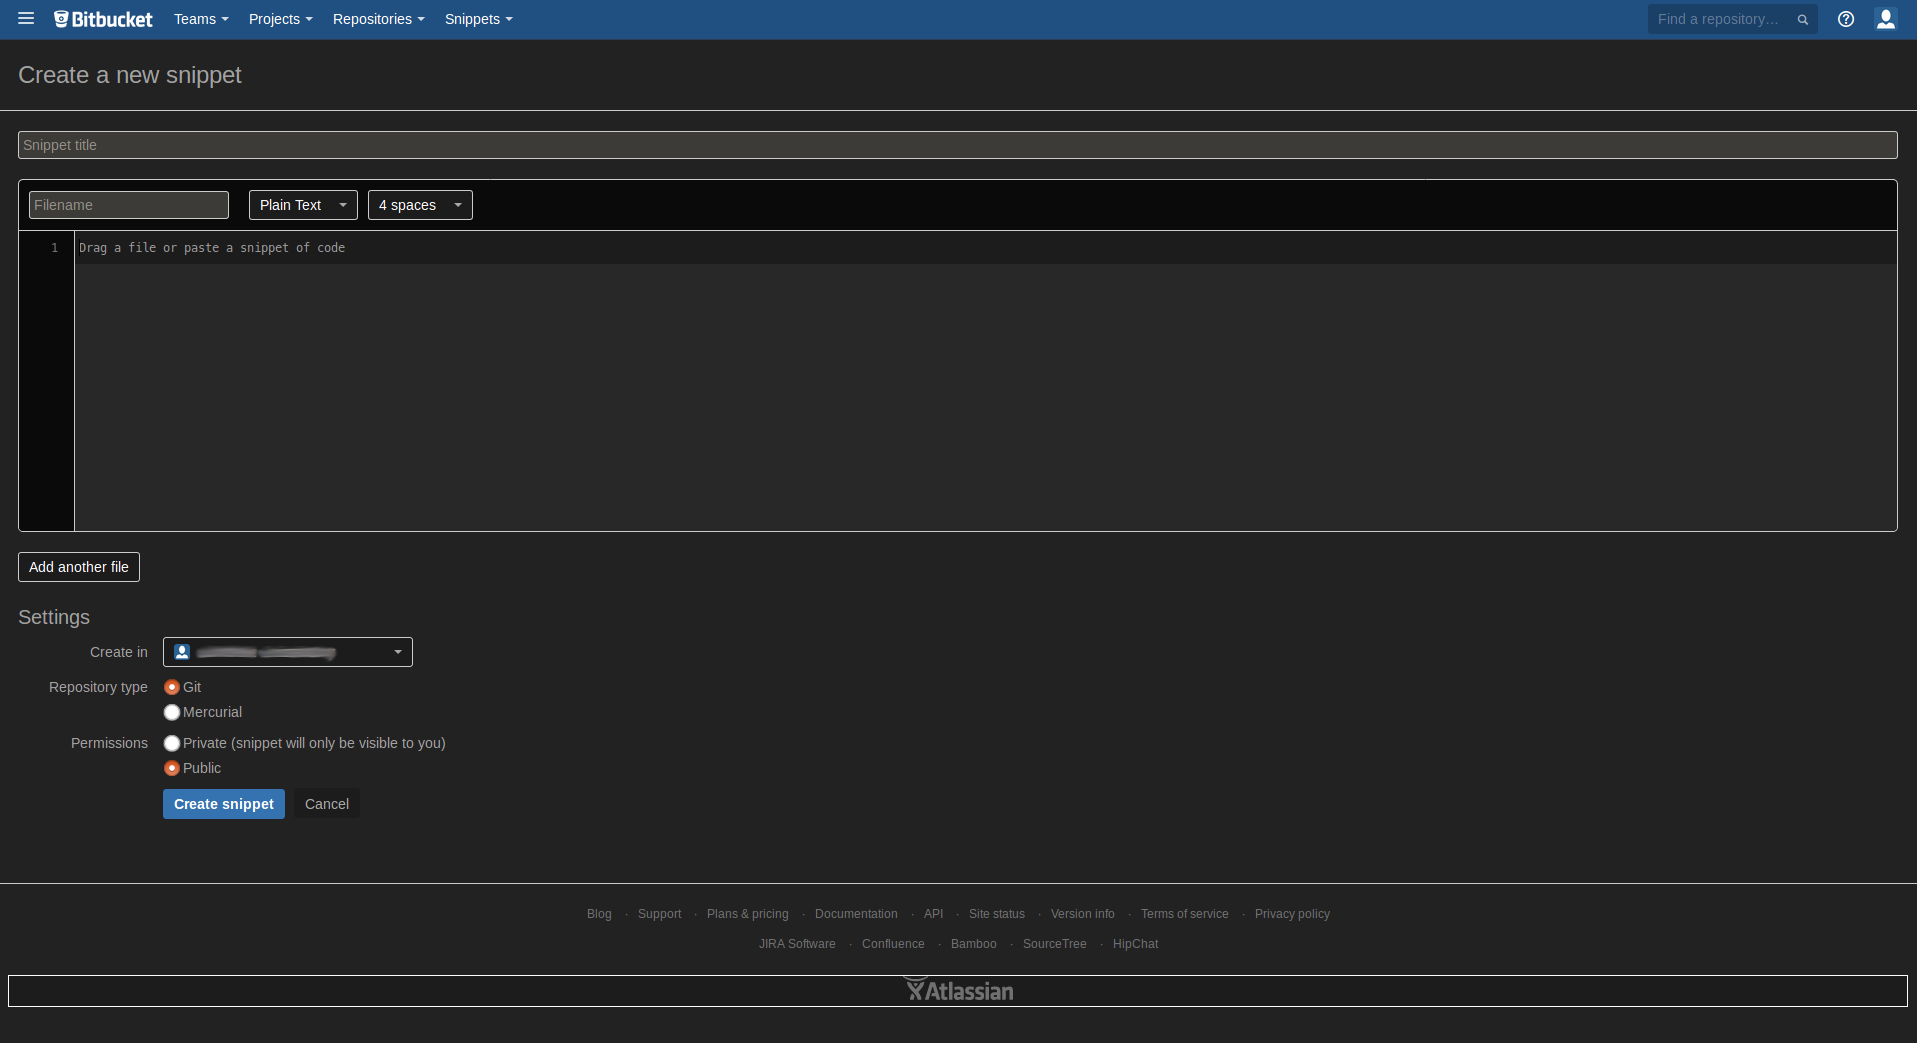 Bitbucket Teams Projects Repositories Snippets Find a repository...
Create a new snippet
Snippet title
Filename Plain Text 4 spaces
1 Drag a file or paste a snippet of code
Add another file
Settings
Create in
Repository type Git
Mercurial
Permissions Private (snippet will only be visible to you)
Public
Create snippet Cancel
Blog · Support · Plans & pricing · Documentation · API · Site status · Version info · Terms of service · Privacy policy
JIRA Software · Confluence · Bamboo · SourceTree · HipChat
Atlassian